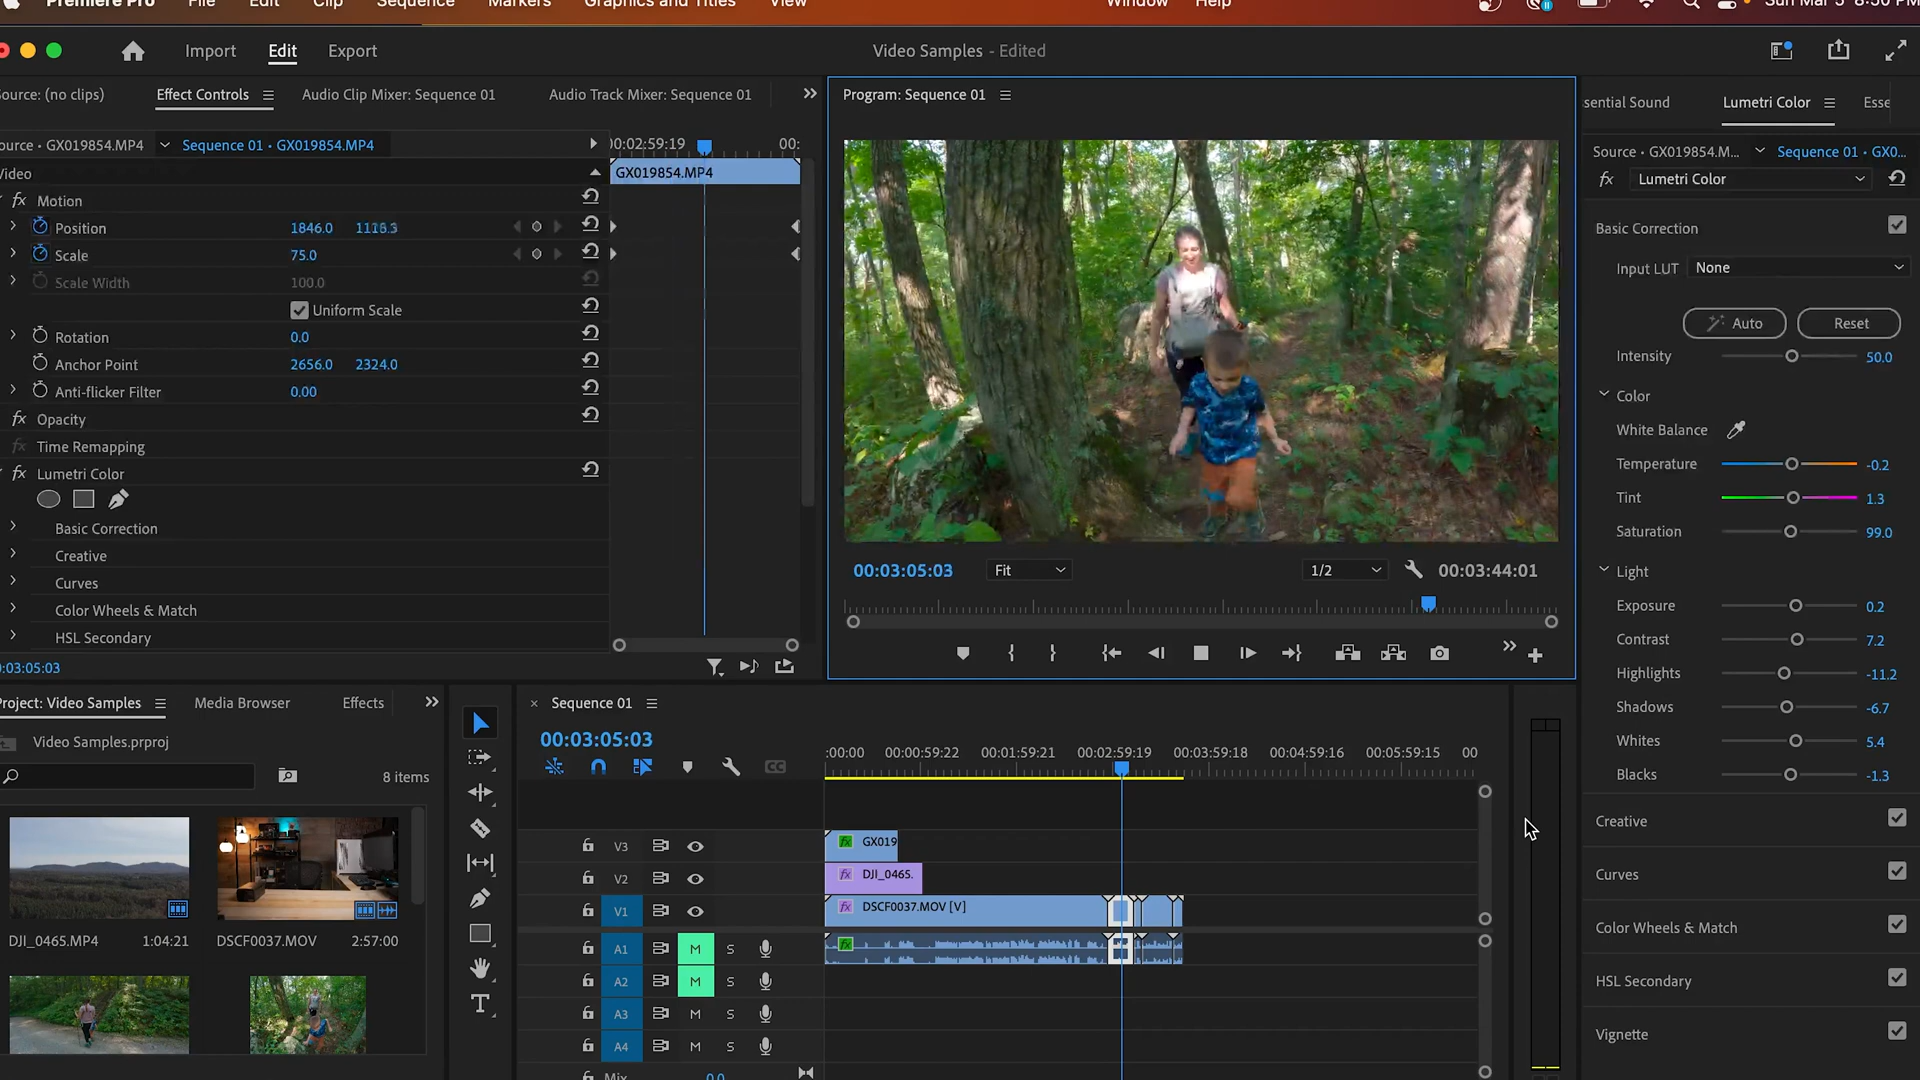 Premiere Pro File Edit Clip Sequence Markers Graphics and Titles View Window Help Sun Mar 8:50 P
Import Edit Export
Video Samples - Edited
ource: (no clips) Effect Controls Audio Clip Mixer: Sequence 01 Audio Track Mixer: Sequence 01
ource • GX019854.MP4 Sequence 01 • GX019854.MP4
00:02:59:19 00:
GX019854.MP4
Video
fx Motion
Position 1846.0
Scale 75.0
Scale Width 100.0
Uniform Scale
Rotation 0.0
Anchor Point 2656.0 2324.0
Anti-flicker Filter 0.00
fx Opacity
fx Time Remapping
fx Lumetri Color
Basic Correction
Creative
Curves
Color Wheels & Match
HSL Secondary
:03:05:03
Program: Sequence 01
00:03:05:03 Fit 1/2 00:03:44:01
sential Sound Lumetri Color Esse
Source • GX019854.M... Sequence 01 • GX0...
fx Lumetri Color
Basic Correction
Input LUT None
Auto Reset
Intensity 50.0
Color
White Balance
Temperature -0.2
Tint 1.3
Saturation 99.0
Light
Exposure 0.2
Contrast 7.2
Highlights -11.2
Shadows -6.7
Whites 5.4
Blacks -1.3
Creative
Curves
Color Wheels & Match
HSL Secondary
Vignette
Project: Video Samples Media Browser Effects
Video Samples.prproj
8 items
DJI_0465.MP4 1:04:21
DSCF0037.MOV 2:57:00
T
× Sequence 01
00:03:05:03
:00:00 00:00:59:22 00:01:59:21 00:02:59:19 00:03:59:18 00:04:59:16 00:05:59:15 00
CC
V3 fx GX019
V2 fx DJI_0465.
V1 fx DSCF0037.MOV [V]
A1 M S fx
A2 M S
A3 M S
A4 M S
Mix 0.0